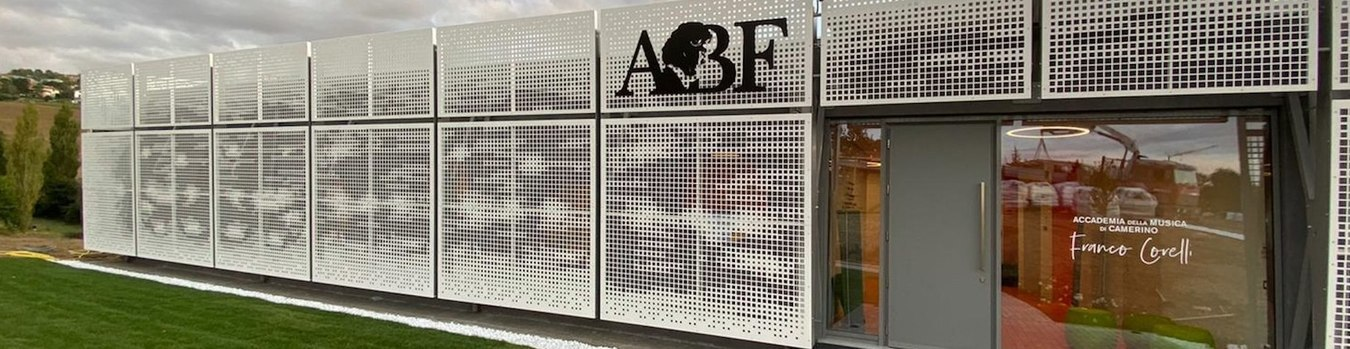 ABF
ACCADEMIA DELLA MUSICA
DI CAMERINO
Franco Corelli